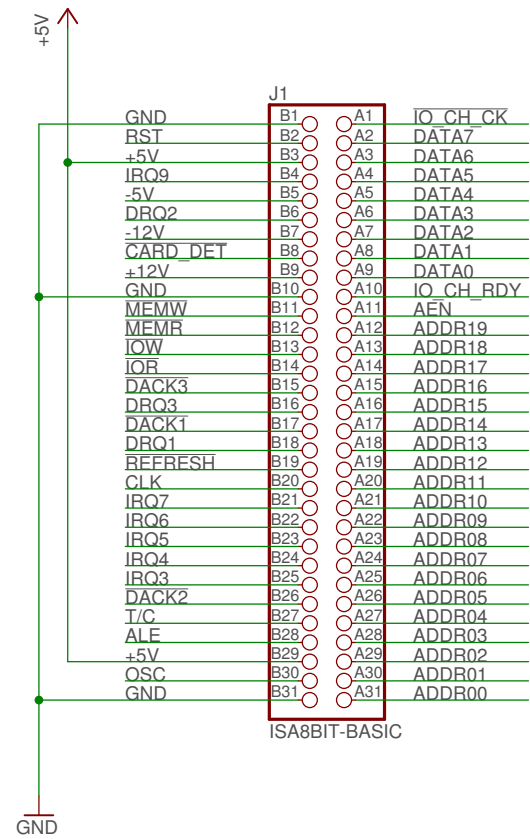 +5V
J1
GND B1 A1 IO_CH_CK
RST B2 A2 DATA7
+5V B3 A3 DATA6
IRQ9 B4 A4 DATA5
-5V B5 A5 DATA4
DRQ2 B6 A6 DATA3
-12V B7 A7 DATA2
CARD_DET B8 A8 DATA1
+12V B9 A9 DATA0
GND B10 A10 IO_CH_RDY
MEMW B11 A11 AEN
MEMR B12 A12 ADDR19
IOW B13 A13 ADDR18
IOR B14 A14 ADDR17
DACK3 B15 A15 ADDR16
DRQ3 B16 A16 ADDR15
DACK1 B17 A17 ADDR14
DRQ1 B18 A18 ADDR13
REFRESH B19 A19 ADDR12
CLK B20 A20 ADDR11
IRQ7 B21 A21 ADDR10
IRQ6 B22 A22 ADDR09
IRQ5 B23 A23 ADDR08
IRQ4 B24 A24 ADDR07
IRQ3 B25 A25 ADDR06
DACK2 B26 A26 ADDR05
T/C B27 A27 ADDR04
ALE B28 A28 ADDR03
+5V B29 A29 ADDR02
OSC B30 A30 ADDR01
GND B31 A31 ADDR00
ISA8BIT-BASIC
GND